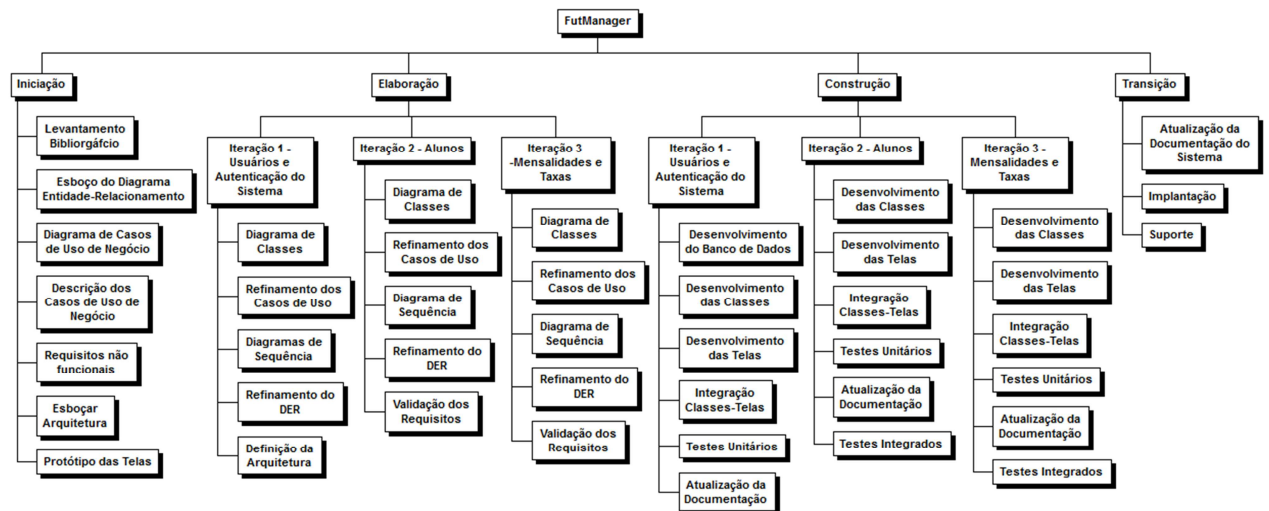 FutManager
Iniciação
Levantamento
Bibliorgáfcio
Esboço do Diagrama
Entidade-Relacionamento
Diagrama de Casos
de Uso de Negócio
Descrição dos
Casos de Uso de
Negócio
Requisitos não
funcionais
Esboçar
Arquitetura
Protótipo das Telas
Elaboração
Iteração 1 -
Usuários e
Autenticação do
Sistema
Diagrama de
Classes
Refinamento dos
Casos de Uso
Diagramas de
Sequência
Refinamento do
DER
Definição da
Arquitetura
Iteração 2 - Alunos
Diagrama de
Classes
Refinamento dos
Casos de Uso
Diagrama de
Sequência
Refinamento do
DER
Validação dos
Requisitos
Iteração 3
-Mensalidades e
Taxas
Diagrama de
Classes
Refinamento dos
Casos de Uso
Diagrama de
Sequência
Refinamento do
DER
Validação dos
Requisitos
Construção
Iteração 1 -
Usuários e
Autenticação do
Sistema
Desenvolvimento
do Banco de Dados
Desenvolvimento
das Classes
Desenvolvimento
das Telas
Integração
Classes-Telas
Testes Unitários
Atualização da
Documentação
Iteração 2 - Alunos
Desenvolvimento
das Classes
Desenvolvimento
das Telas
Integração
Classes-Telas
Testes Unitários
Atualização da
Documentação
Testes Integrados
Iteração 3 -
Mensalidades e
Taxas
Desenvolvimento
das Classes
Desenvolvimento
das Telas
Integração
Classes-Telas
Testes Unitários
Atualização da
Documentação
Testes Integrados
Transição
Atualização da
Documentação do
Sistema
Implantação
Suporte